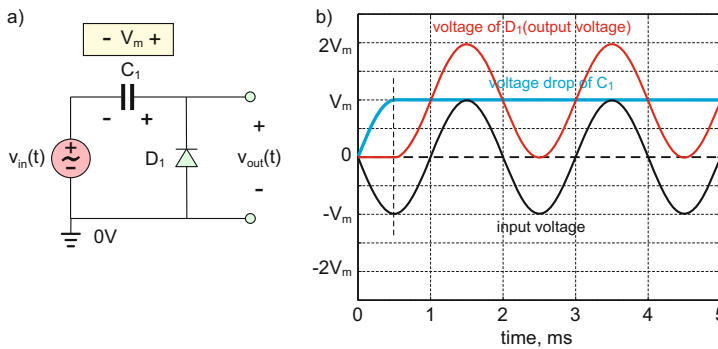 a)
- Vm +
C1
- +
vin(t)
+
D1
+
vout(t)
-
0V
b)
2Vm
Vm
0
-Vm
-2Vm
voltage of D1(output voltage)
voltage drop of C1
input voltage
0 1 2 3 4 5
time, ms